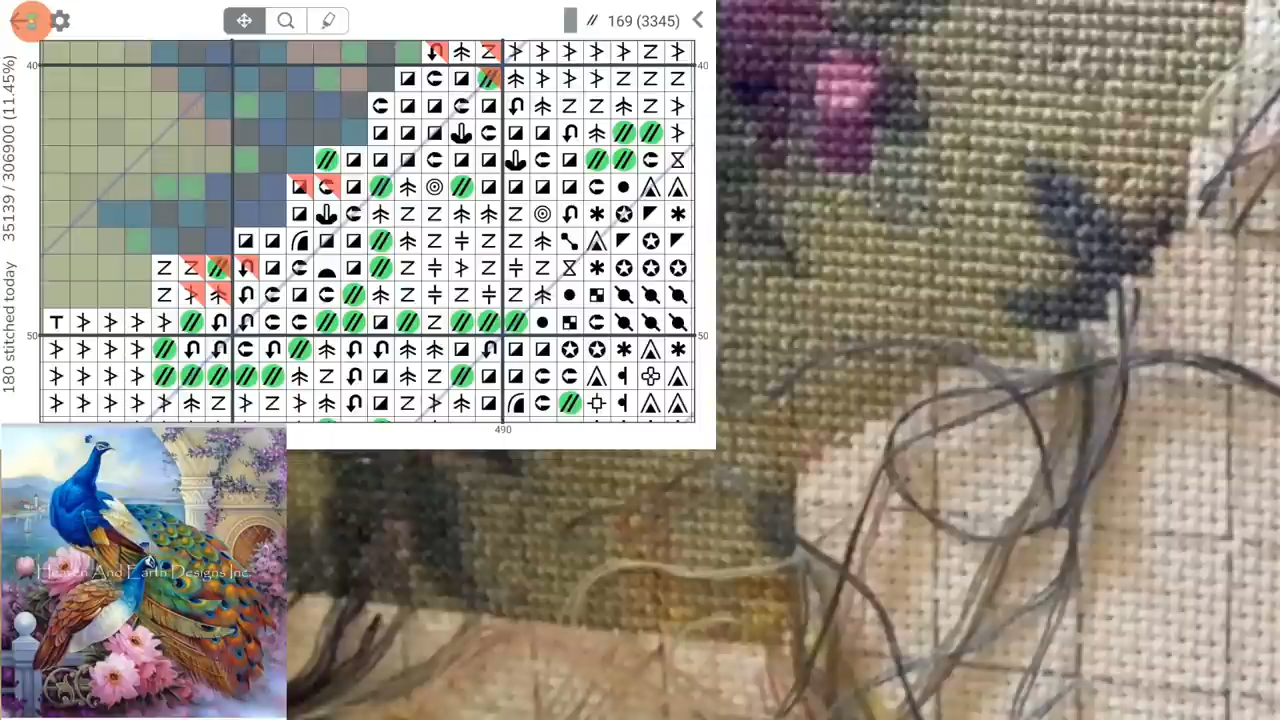 // 169 (3345)
40 40
50 50
490
180 stitched today 35139 / 306900 (11.45%)
Heaven And Earth Designs Inc.